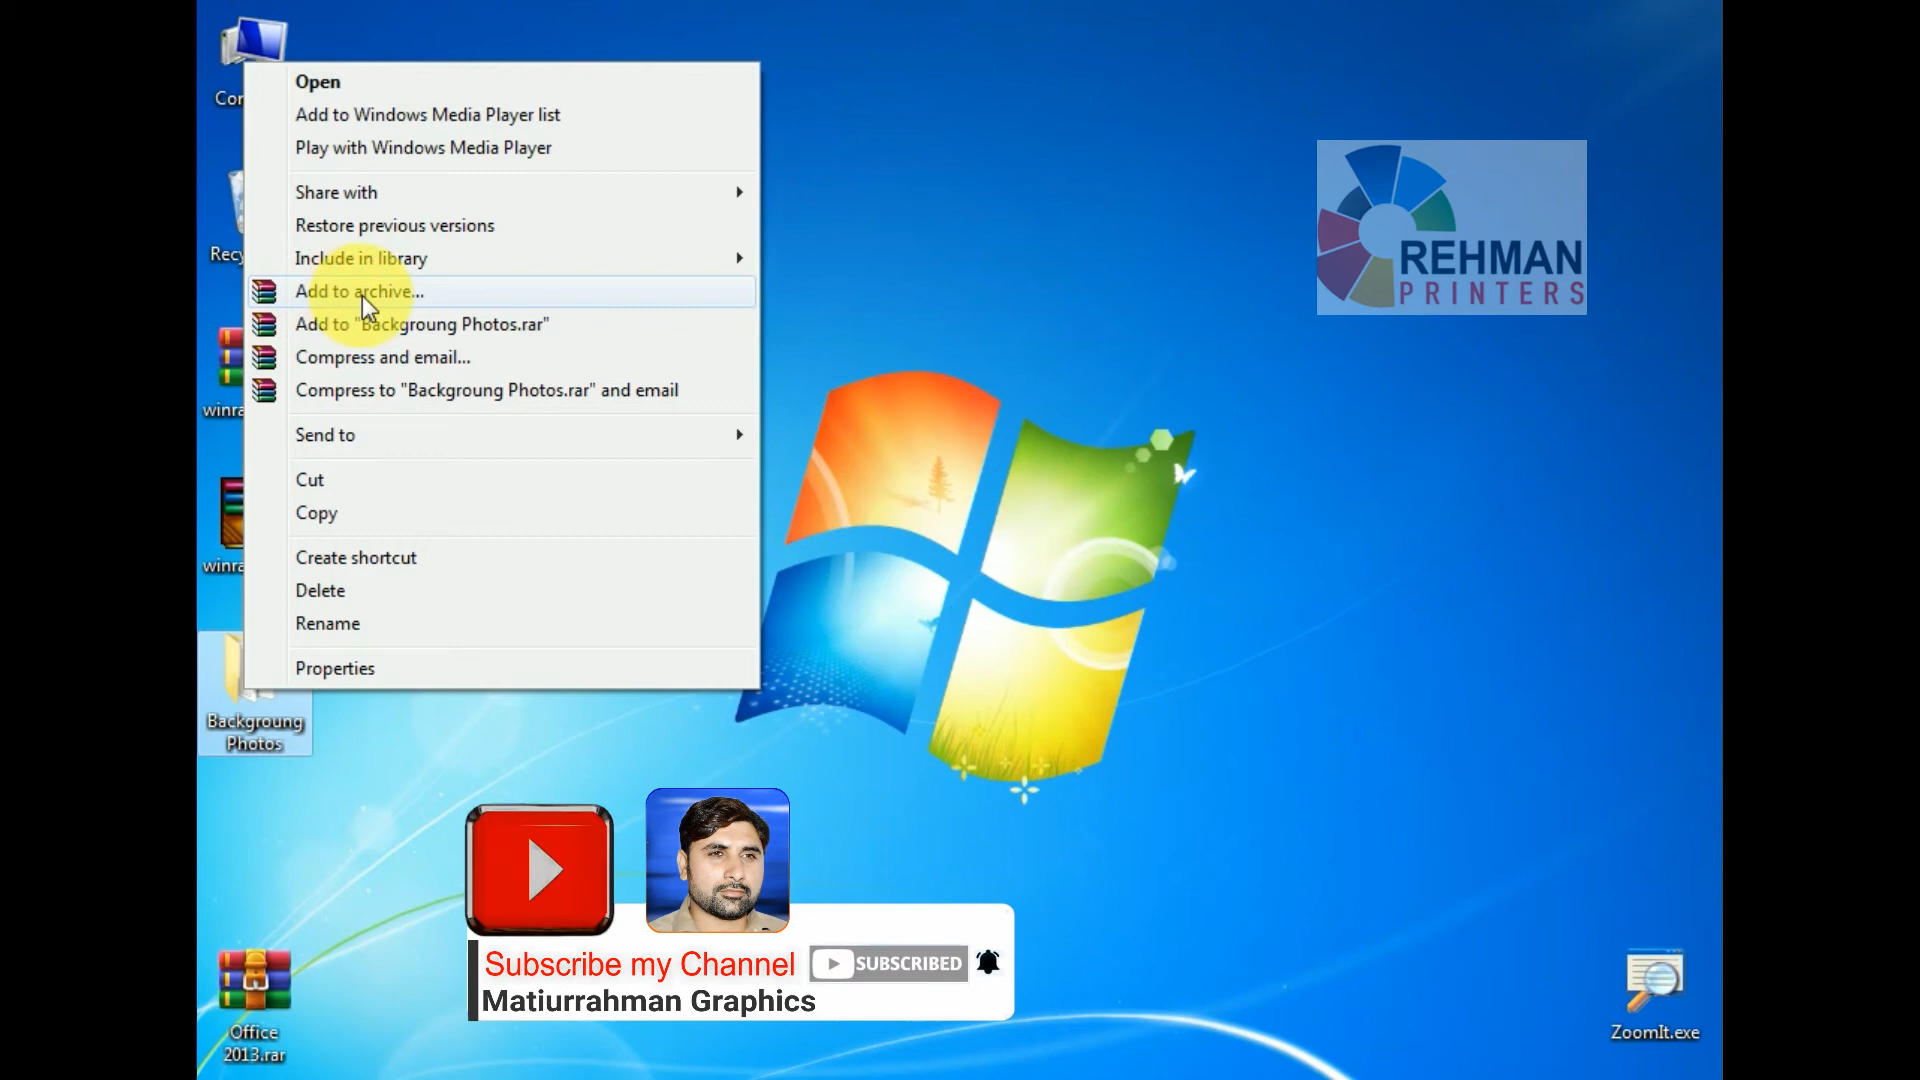 Open
Add to Windows Media Player list
Play with Windows Media Player
Share with
Restore previous versions
Include in library
Add to archive...
Add to "Backgroung Photos.rar"
Compress and email...
Compress to "Backgroung Photos.rar" and email
Send to
Cut
Copy
Create shortcut
Delete
Rename
Properties
Backgroung
Photos
Office
2013.rar
REHMAN
PRINTERS
Subscribe my Channel
SUBSCRIBED
Matiurrahman Graphics
ZoomIt.exe